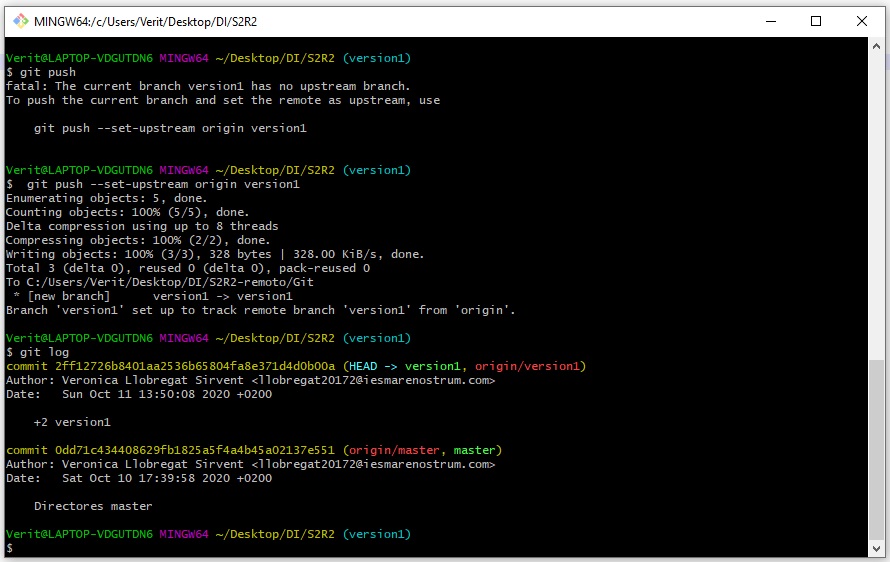 MINGW64:/c/Users/Verit/Desktop/DI/S2R2
Verit@LAPTOP-VDGUTDN6 MINGW64 ~/Desktop/DI/S2R2 (version1)
$ git push
fatal: The current branch version1 has no upstream branch.
To push the current branch and set the remote as upstream, use
    git push --set-upstream origin version1
Verit@LAPTOP-VDGUTDN6 MINGW64 ~/Desktop/DI/S2R2 (version1)
$  git push --set-upstream origin version1
Enumerating objects: 5, done.
Counting objects: 100% (5/5), done.
Delta compression using up to 8 threads
Compressing objects: 100% (2/2), done.
Writing objects: 100% (3/3), 328 bytes | 328.00 KiB/s, done.
Total 3 (delta 0), reused 0 (delta 0), pack-reused 0
To C:/Users/Verit/Desktop/DI/S2R2-remoto/Git
 * [new branch]      version1 -> version1
Branch 'version1' set up to track remote branch 'version1' from 'origin'.
Verit@LAPTOP-VDGUTDN6 MINGW64 ~/Desktop/DI/S2R2 (version1)
$ git log
commit 2ff12726b8401aa2536b65804fa8e371d4d0b00a (HEAD -> version1, origin/version1)
Author: Veronica Llobregat Sirvent <llobregat20172@iesmarenostrum.com>
Date:   Sun Oct 11 13:50:08 2020 +0200
    +2 version1
commit 0dd71c434408629fb1825a5f4a4b45a02137e551 (origin/master, master)
Author: Veronica Llobregat Sirvent <llobregat20172@iesmarenostrum.com>
Date:   Sat Oct 10 17:39:58 2020 +0200
    Directores master
Verit@LAPTOP-VDGUTDN6 MINGW64 ~/Desktop/DI/S2R2 (version1)
$